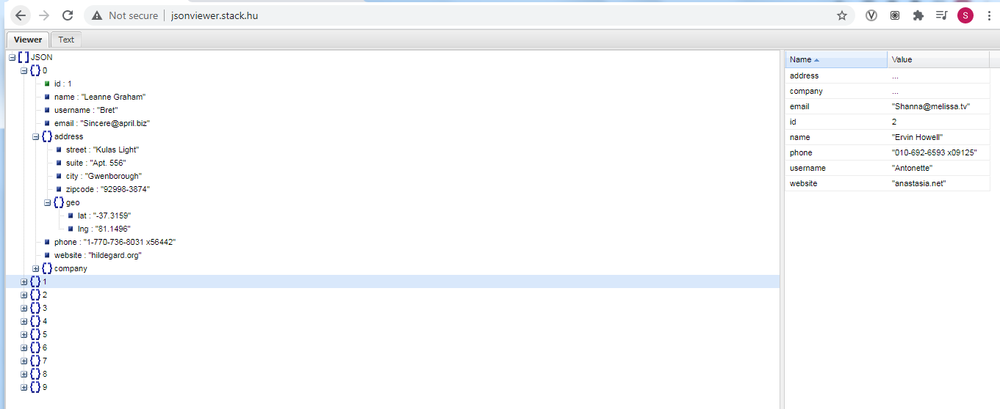 Not secure | jsonviewer.stack.hu
S
Viewer Text
JSON
0
id : 1
name : "Leanne Graham"
username : "Bret"
email : "Sincere@april.biz"
address
street : "Kulas Light"
suite : "Apt. 556"
city : "Gwenborough"
zipcode : "92998-3874"
geo
lat : "-37.3159"
lng : "81.1496"
phone : "1-770-736-8031 x56442"
website : "hildegard.org"
company
1
2
3
4
5
6
7
8
9
Name Value
address ...
company ...
email "Shanna@melissa.tv"
id 2
name "Ervin Howell"
phone "010-692-6593 x09125"
username "Antonette"
website "anastasia.net"